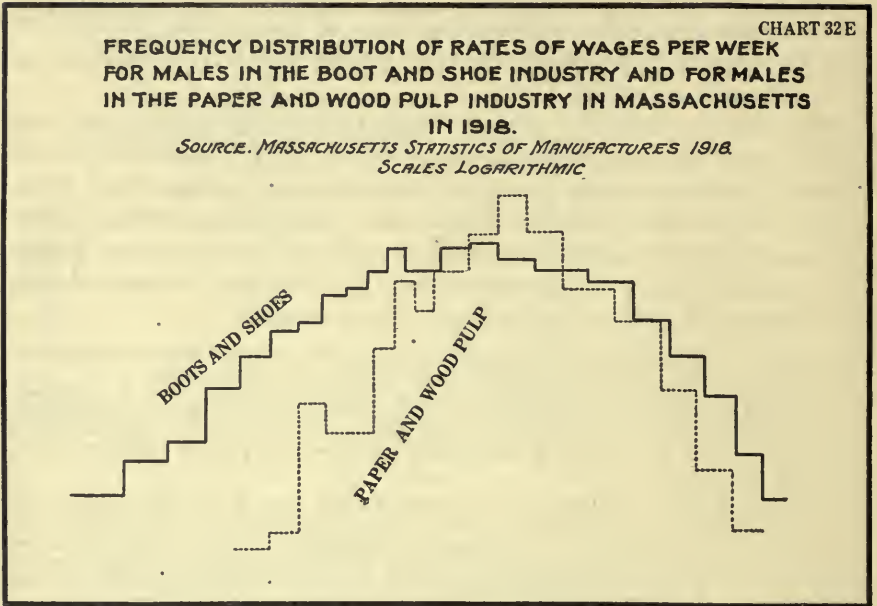 CHART 32E
FREQUENCY DISTRIBUTION OF RATES OF WAGES PER WEEK
FOR MALES IN THE BOOT AND SHOE INDUSTRY AND FOR MALES
IN THE PAPER AND WOOD PULP INDUSTRY IN MASSACHUSETTS
IN 1918.
SOURCE. MASSACHUSETTS STATISTICS OF MANUFACTURES 1918.
SCALES LOGARITHMIC
BOOTS AND SHOES
PAPER AND WOOD PULP